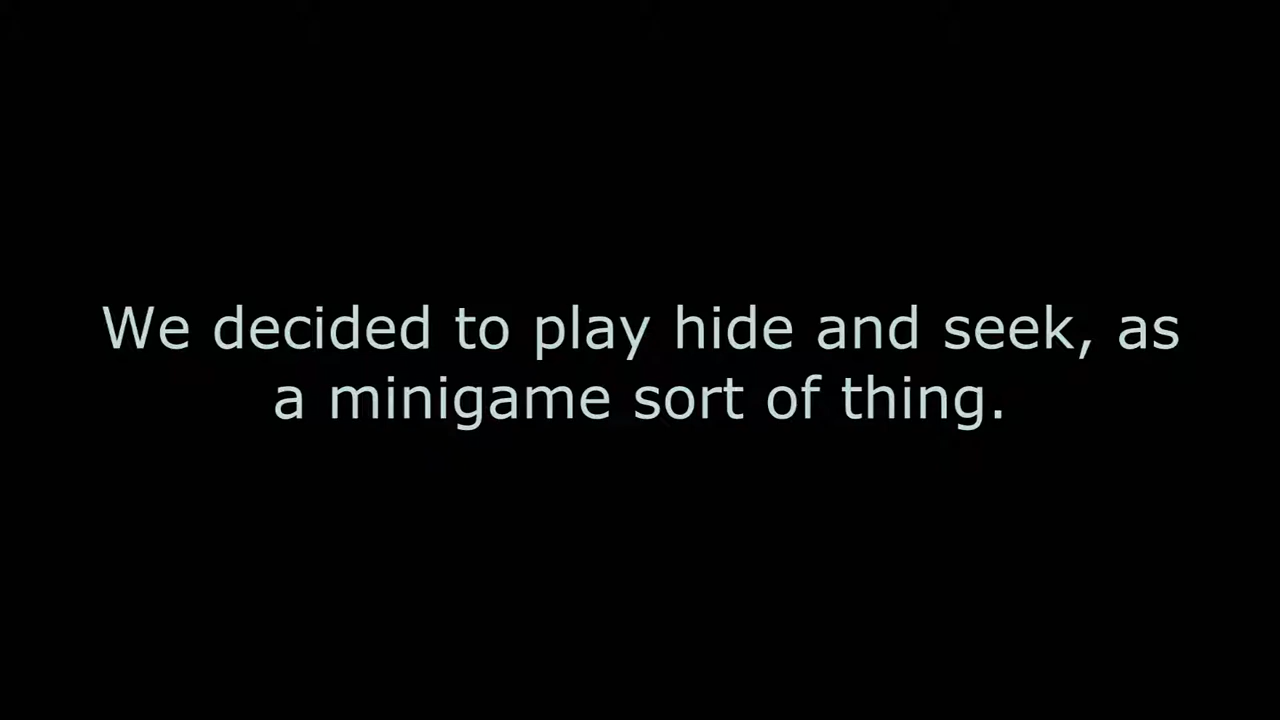 We decided to play hide and seek, as
a minigame sort of thing.